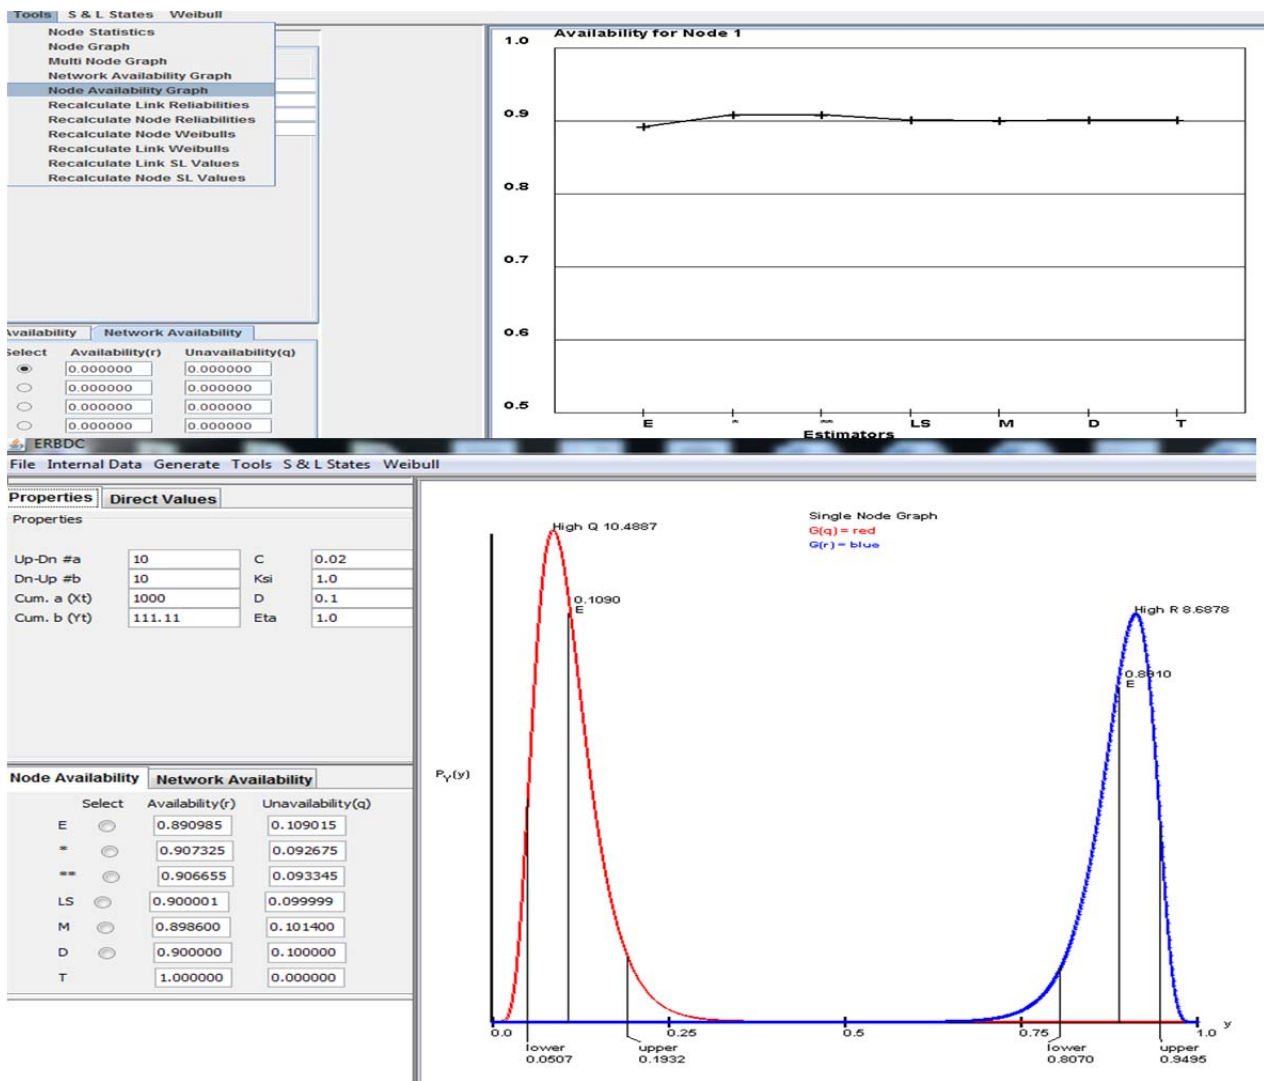 Tools S & L States Weibull
Node Statistics
Node Graph
Multi Node Graph
Network Availability Graph
Node Availability Graph
Recalculate Link Reliabilities
Recalculate Node Reliabilities
Recalculate Node Weibulls
Recalculate Link Weibulls
Recalculate Link SL Values
Recalculate Node SL Values
Availability Network Availability
Select Availability(r) Unavailability(q)
0.000000 0.000000
0.000000 0.000000
0.000000 0.000000
0.000000 0.000000
Availability for Node 1
1.0
0.9
0.8
0.7
0.6
0.5
E * ** LS M D T
Estimators
ERBDC
File Internal Data Generate Tools S & L States Weibull
Properties Direct Values
Properties
Up-Dn #a 10 C 0.02
Dn-Up #b 10 Ksi 1.0
Cum. a (Xt) 1000 D 0.1
Cum. b (Yt) 111.11 Eta 1.0
Node Availability Network Availability
Select Availability(r) Unavailability(q)
E 0.890985 0.109015
* 0.907325 0.092675
** 0.906655 0.093345
LS 0.900001 0.099999
M 0.898600 0.101400
D 0.900000 0.100000
T 1.000000 0.000000
Single Node Graph
G(q) = red
G(r) = blue
High Q 10.4887
0.1090
E
High R 8.6878
0.8910
E
PY(y)
0.0 0.25 0.5 0.75 1.0 y
lower upper lower upper
0.0507 0.1932 0.8070 0.9495